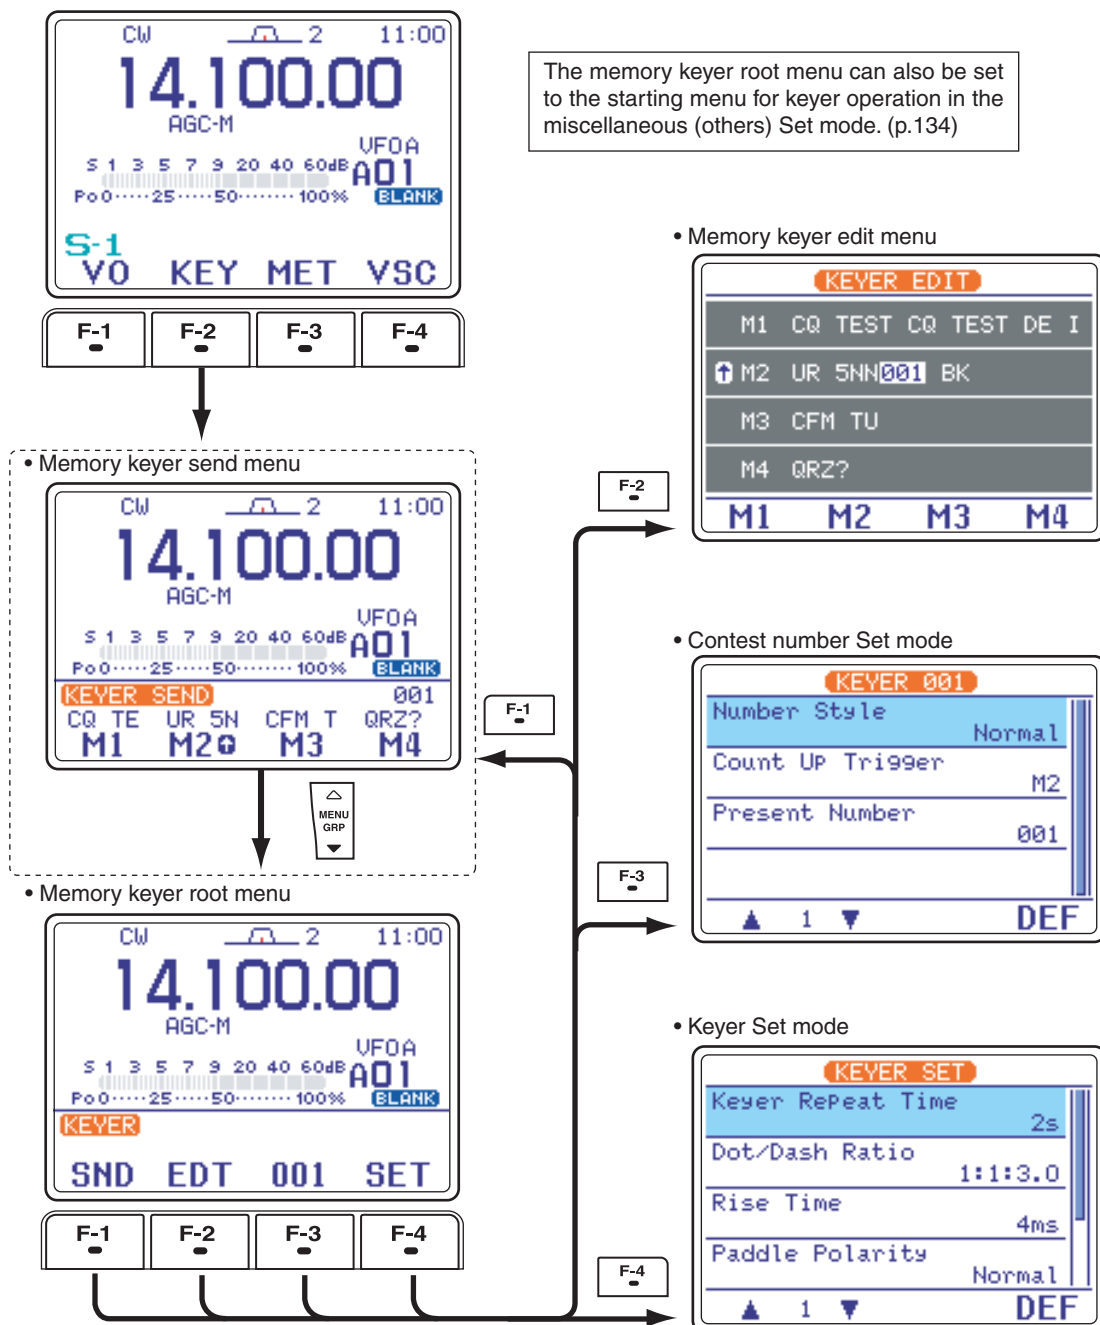 CW 2 11:00
14.100.00
AGC-M
VFOA
S 1 3 5 7 9 20 40 60dB A01
Po0·····25·····50········100% BLANK
S-1
VO KEY MET VSC
F-1 F-2 F-3 F-4
The memory keyer root menu can also be set
to the starting menu for keyer operation in the
miscellaneous (others) Set mode. (p.134)
• Memory keyer send menu
CW 2 11:00
14.100.00
AGC-M
VFOA
S 1 3 5 7 9 20 40 60dB A01
Po0·····25·····50········100% BLANK
KEYER SEND 001
CQ TE UR 5N CFM T QRZ?
M1 M2 M3 M4
MENU
GRP
• Memory keyer root menu
CW 2 11:00
14.100.00
AGC-M
VFOA
S 1 3 5 7 9 20 40 60dB A01
Po0·····25·····50········100% BLANK
KEYER
SND EDT 001 SET
F-1 F-2 F-3 F-4
F-1
F-2
• Memory keyer edit menu
KEYER EDIT
M1 CQ TEST CQ TEST DE I
↑ M2 UR 5NN001 BK
M3 CFM TU
M4 QRZ?
M1 M2 M3 M4
F-3
• Contest number Set mode
KEYER 001
Number Style
Normal
Count UP Trigger
M2
Present Number
001
▲ 1 ▼ DEF
F-4
• Keyer Set mode
KEYER SET
Keyer RePeat Time
2s
Dot/Dash Ratio
1:1:3.0
Rise Time
4ms
Paddle Polarity
Normal
▲ 1 ▼ DEF